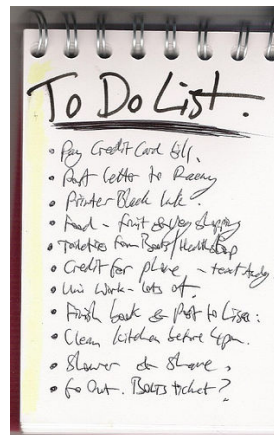 To Do List.
• Pay Credit Card bill.
• Post letter to
• Printer Black Ink.
• Food - fruit & veg shopping
• Toiletries from Boots/Health Shop
• Credit for phone - text Andy
• Uni Work - lots of.
• Finish book & Post to Lisa:
• Clean kitchen before 4pm.
• Shower & Shave.
• Go Out. ticket?